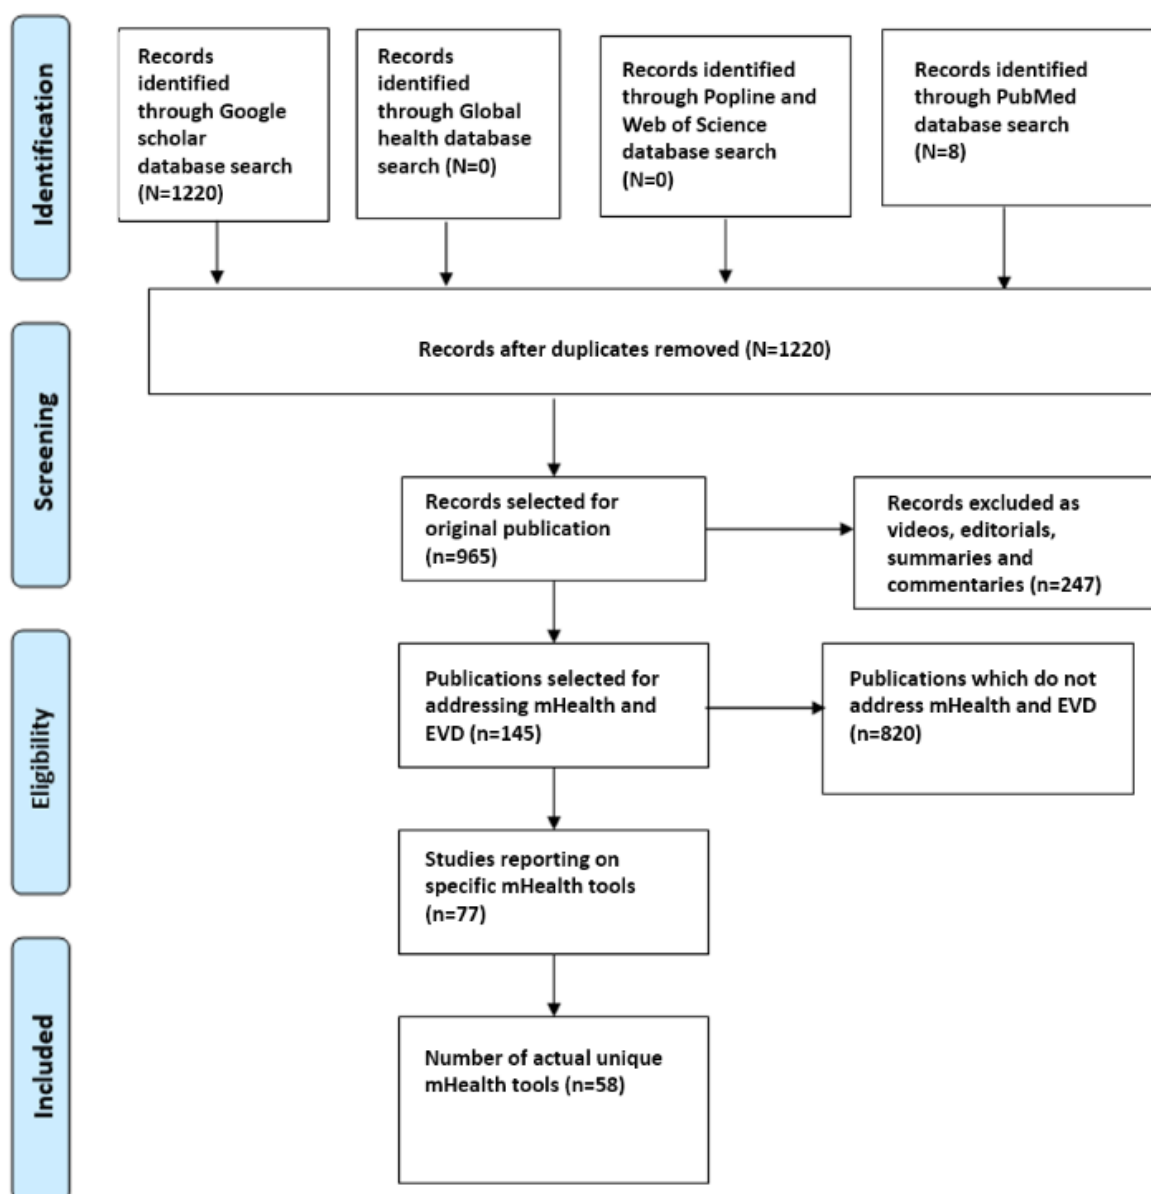 Identification
Records
identified
through Google
scholar
database search
(N=1220)
Records
identified
through Global
health database
search (N=0)
Records identified
through Popline and
Web of Science
database search
(N=0)
Records identified
through PubMed
database search
(N=8)
Records after duplicates removed (N=1220)
Screening
Records selected for
original publication
(n=965)
Records excluded as
videos, editorials,
summaries and
commentaries (n=247)
Eligibility
Publications selected for
addressing mHealth and
EVD (n=145)
Publications which do not
address mHealth and EVD
(n=820)
Studies reporting on
specific mHealth tools
(n=77)
Included
Number of actual unique
mHealth tools (n=58)